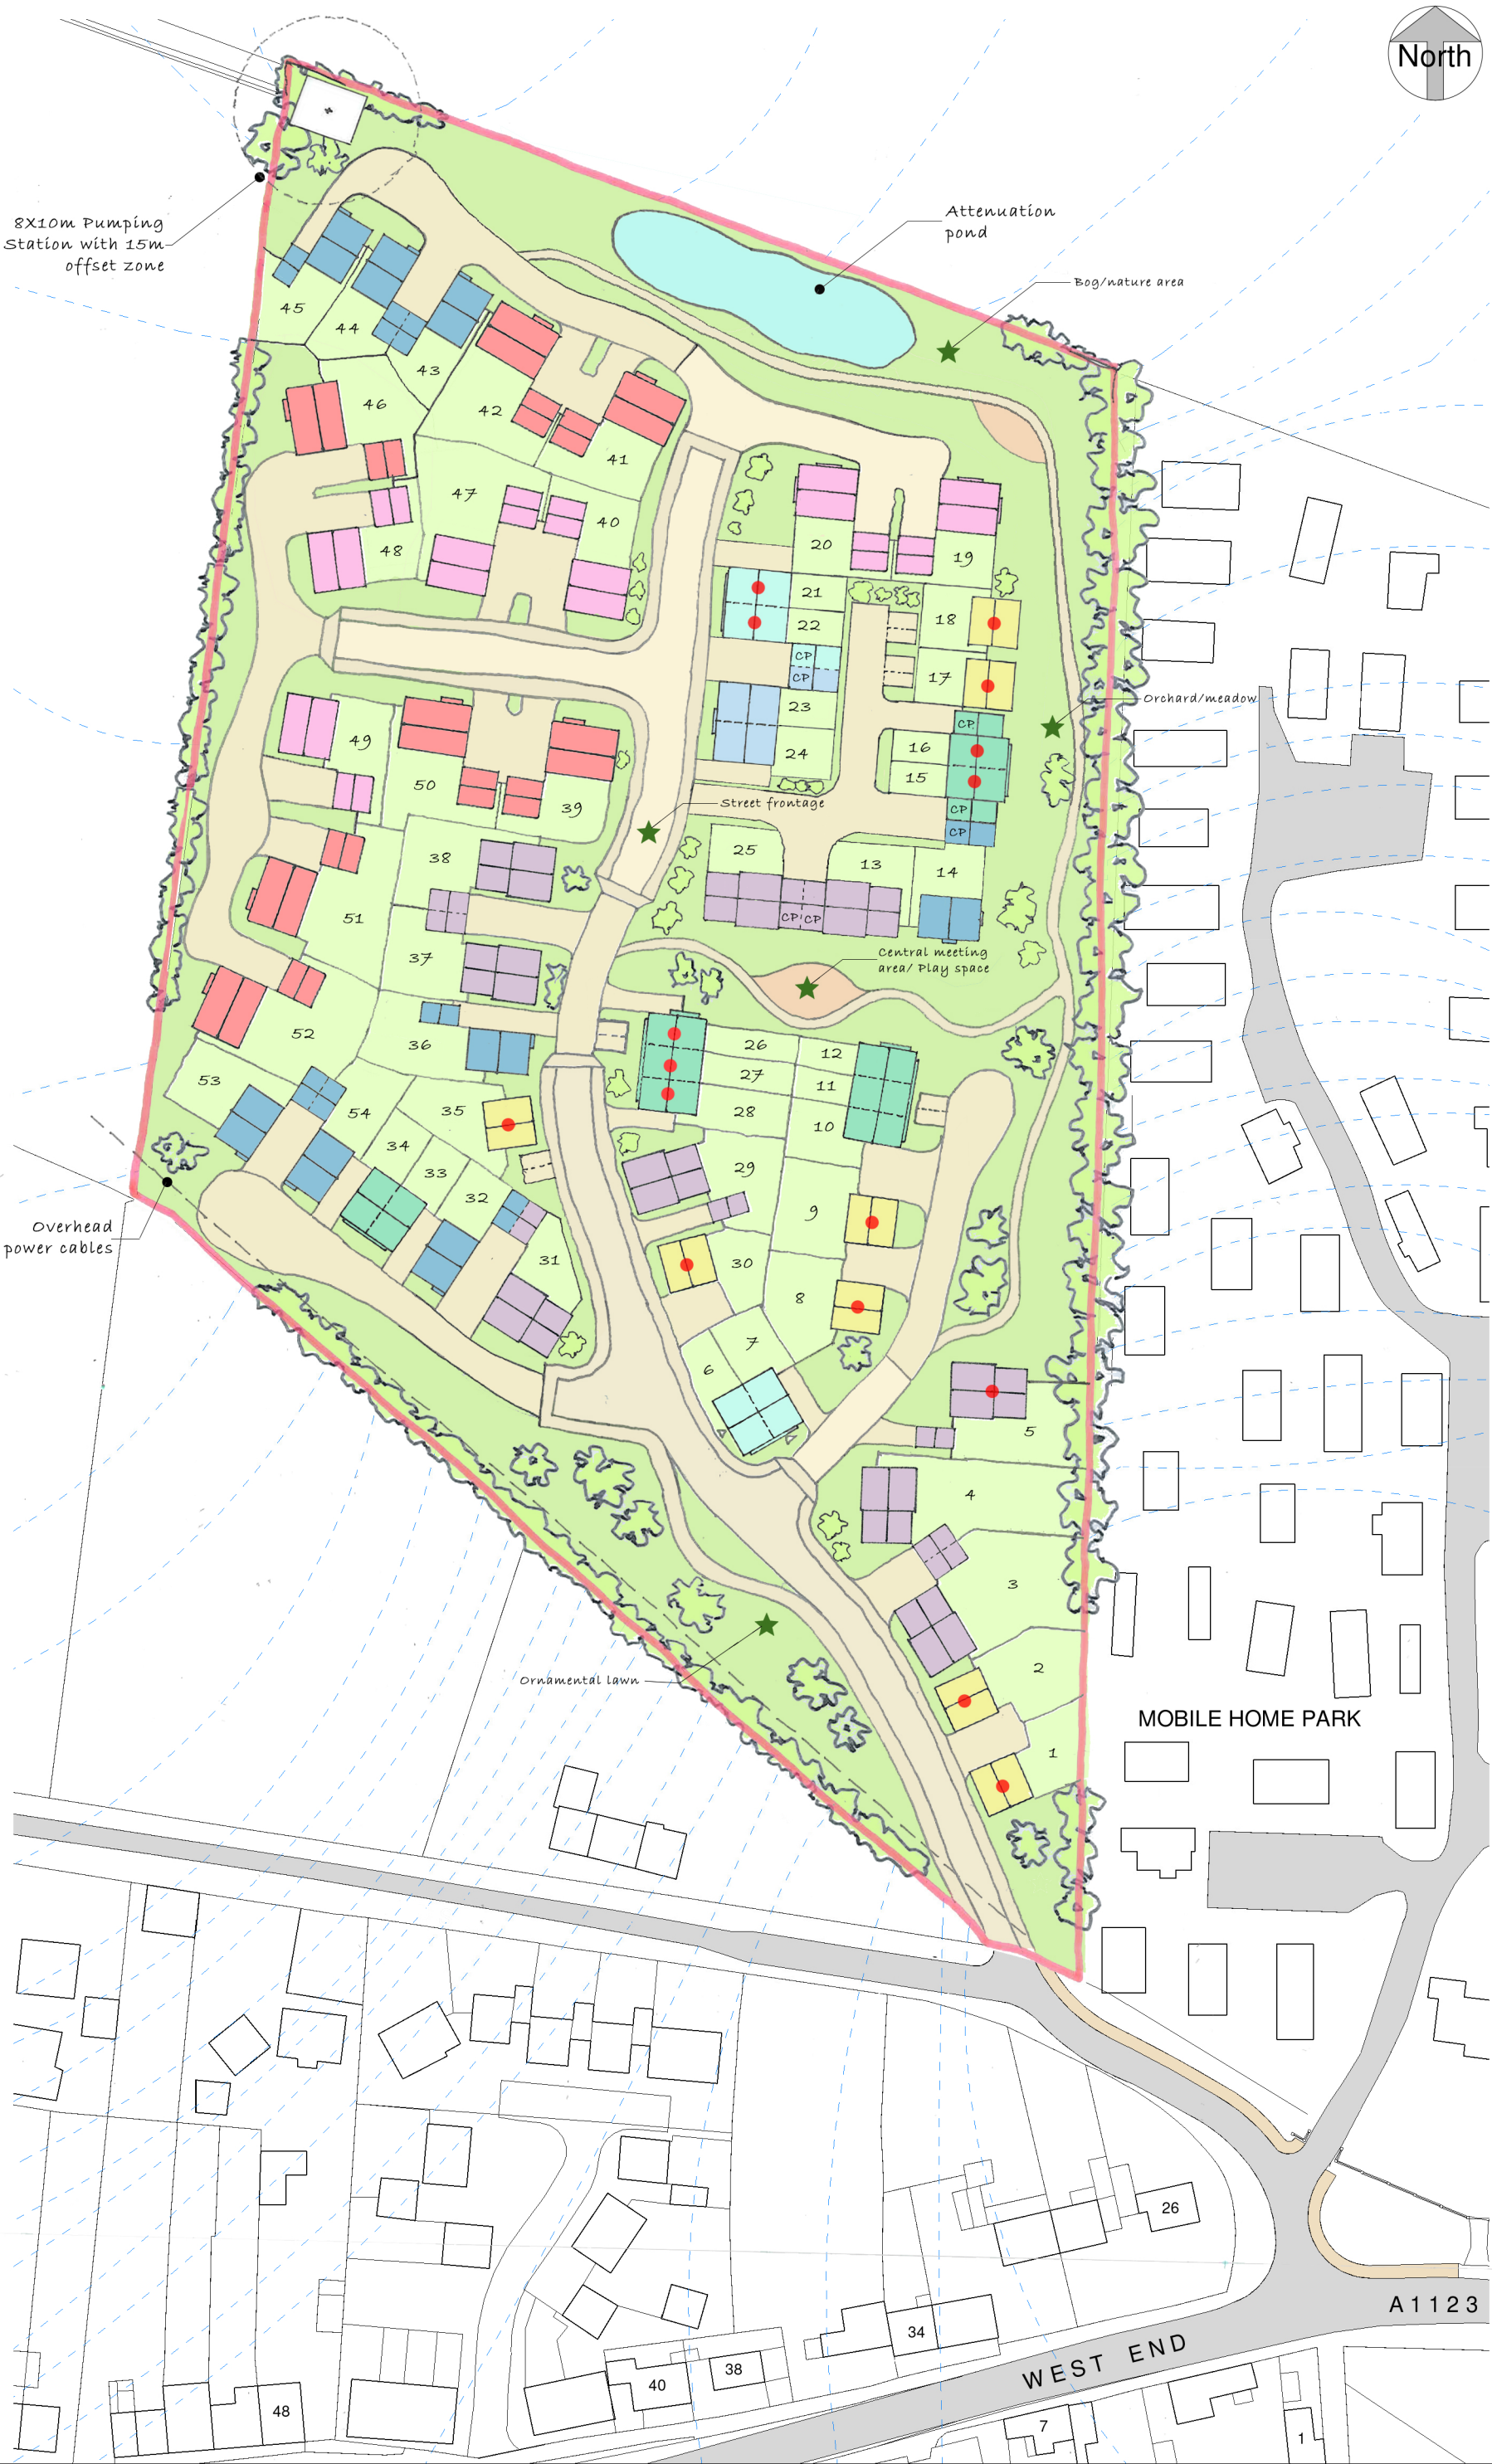 North
8X10m Pumping
Station with 15m
offset zone
Attenuation
pond
Bog/nature area
45
44
43
46
42
41
47
40
48
20
19
21
22
18
CP
CP
17
Orchard/meadow
23
24
CP
16
15
49
50
39
Street frontage
CP
CP
38
25
13
14
51
CP CP
37
Central meeting
area/ Play space
52
36
26
12
27
11
28
10
53
54
35
34
33
32
29
9
31
30
8
Overhead
power cables
7
6
5
4
3
2
1
Ornamental lawn
MOBILE HOME PARK
26
34
38
40
48
7
1
A1123
WEST END